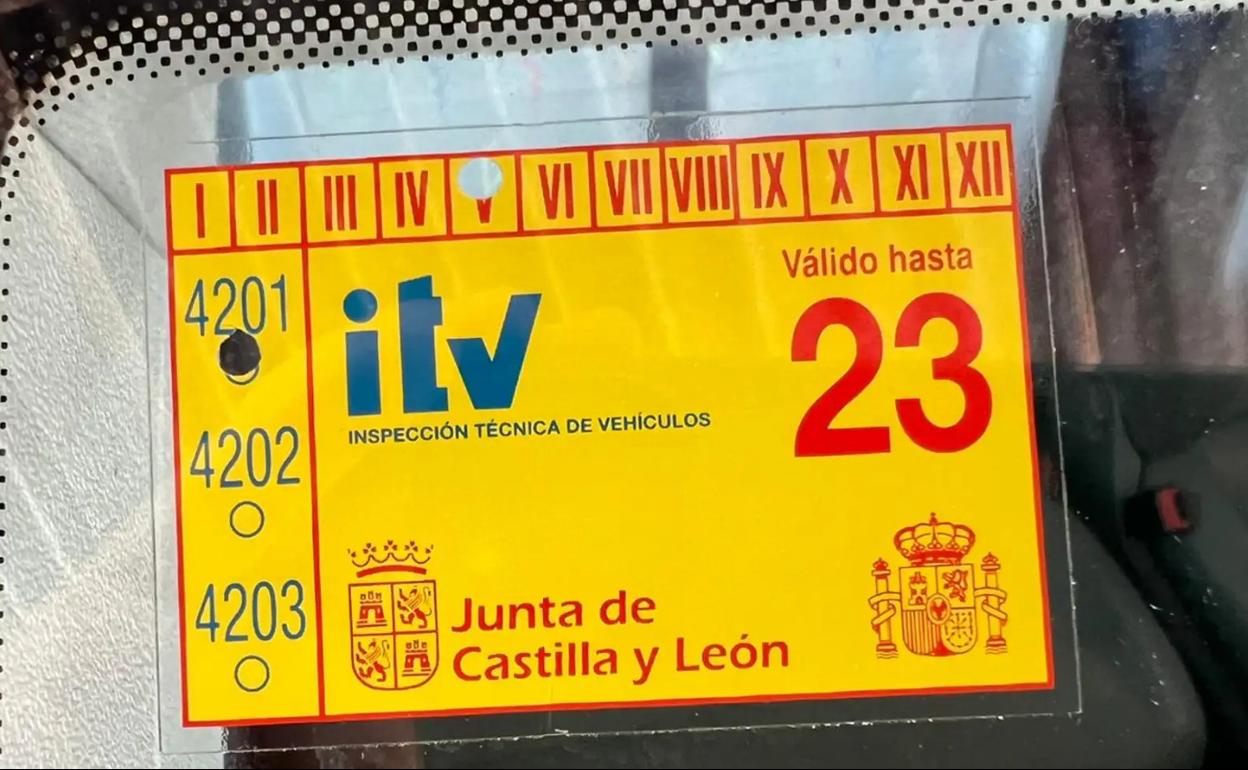 I II III IV V VI VII VIII IX X XI XII
4201
4202
4203
itv
INSPECCIÓN TÉCNICA DE VEHÍCULOS
Válido hasta
23
Junta de
Castilla y León